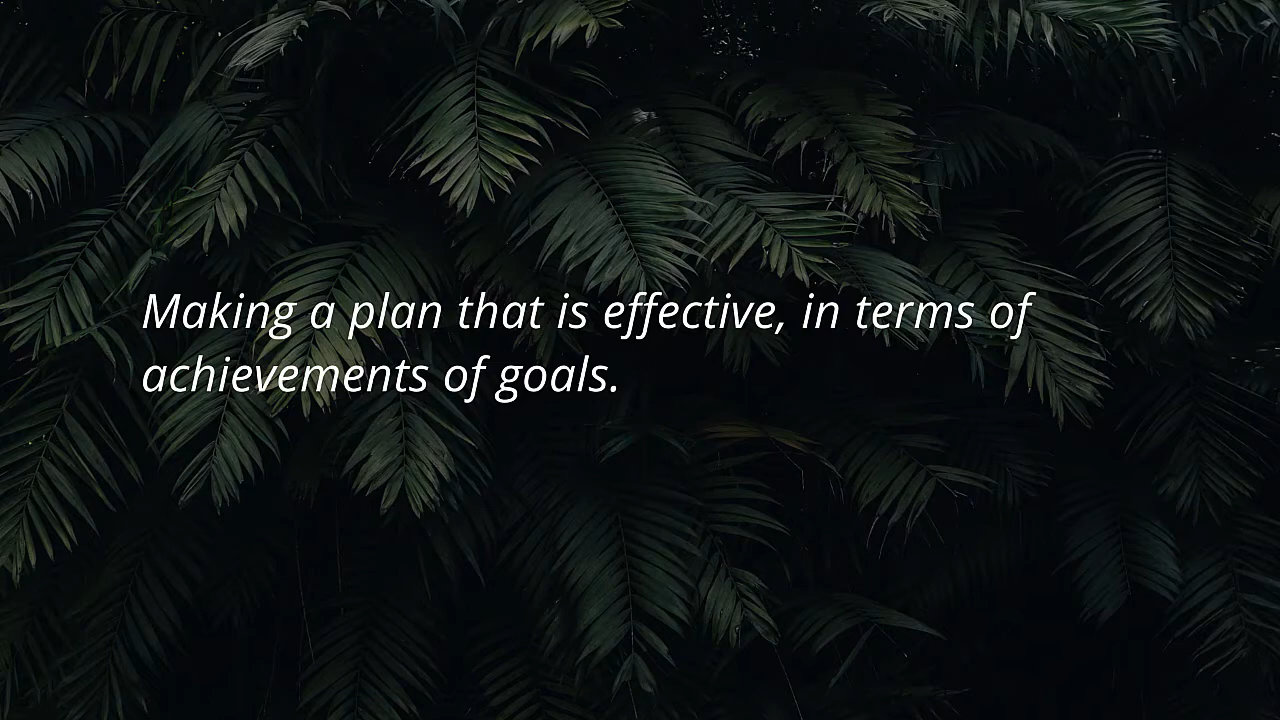 Making a plan that is effective, in terms of
achievements of goals.